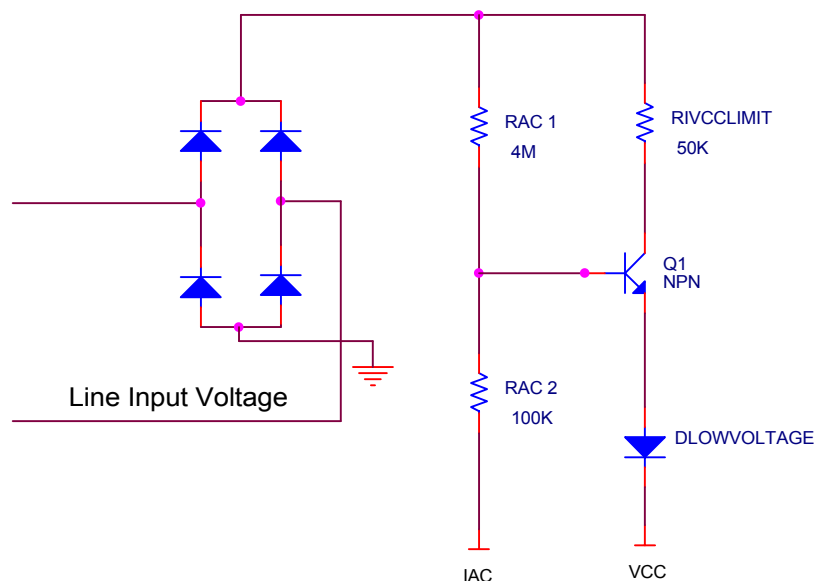 RAC 1
4M
RIVCCLIMIT
50K
Q1
NPN
Line Input Voltage
RAC 2
100K
DLOWVOLTAGE
IAC
VCC